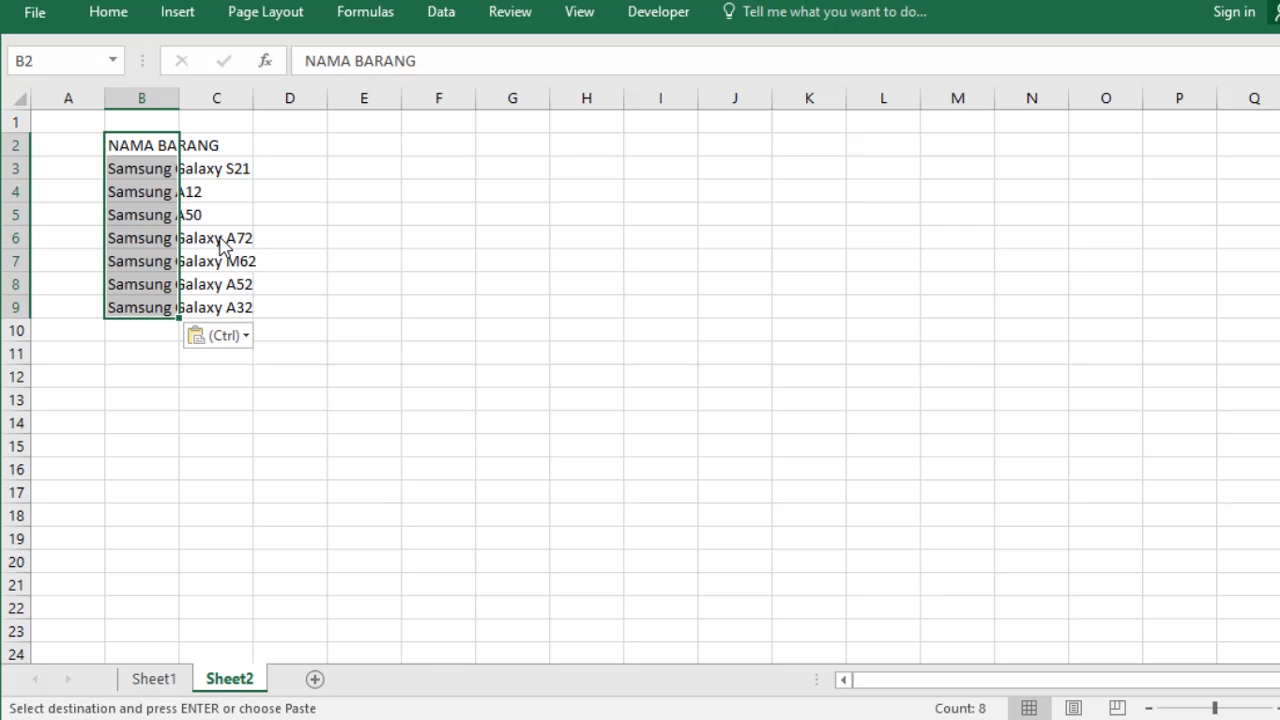 File Home Insert Page Layout Formulas Data Review View Developer Tell me what you want to do... Sign in
B2 fx NAMA BARANG
A B C D E F G H I J K L M N O P Q
1
2 NAMA BARANG
3 Samsung Galaxy S21
4 Samsung A12
5 Samsung A50
6 Samsung Galaxy A72
7 Samsung Galaxy M62
8 Samsung Galaxy A52
9 Samsung Galaxy A32
10 (Ctrl)
11
12
13
14
15
16
17
18
19
20
21
22
23
24
Sheet1 Sheet2
Select destination and press ENTER or choose Paste Count: 8